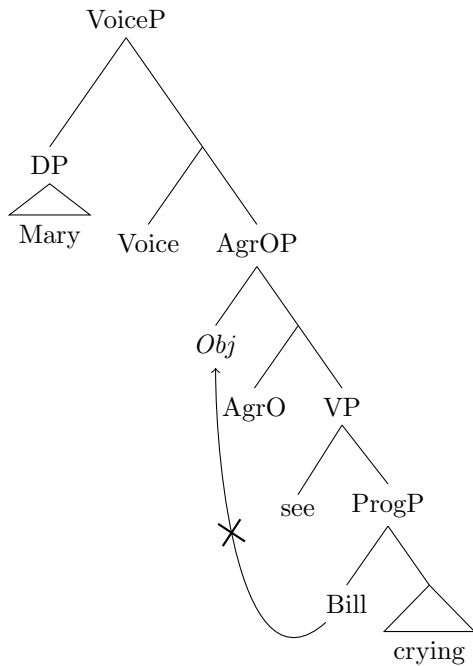 VoiceP
DP
Mary
Voice
AgrOP
Obj
AgrO
VP
see
ProgP
Bill
crying